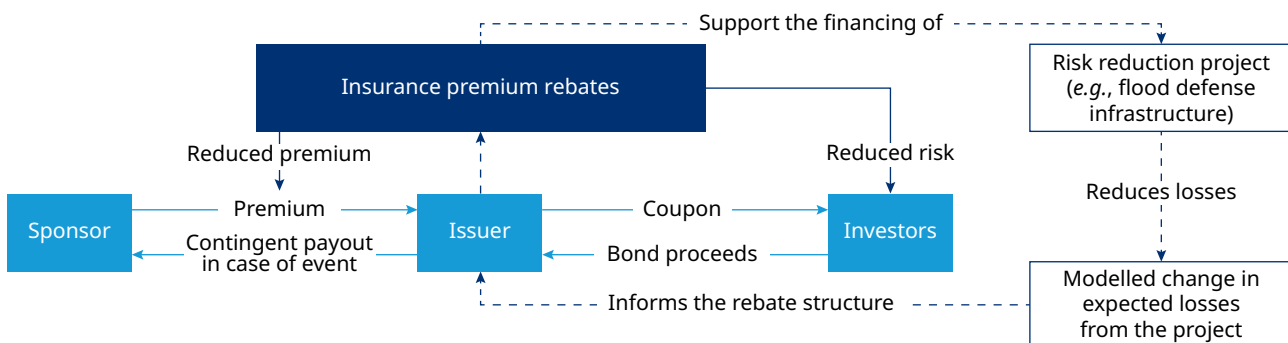 Support the financing of
Insurance premium rebates
Risk reduction project
(e.g., flood defense
infrastructure)
Reduced premium
Reduced risk
Reduces losses
Sponsor
Premium
Contingent payout
in case of event
Issuer
Coupon
Bond proceeds
Investors
Informs the rebate structure
Modelled change in
expected losses
from the project